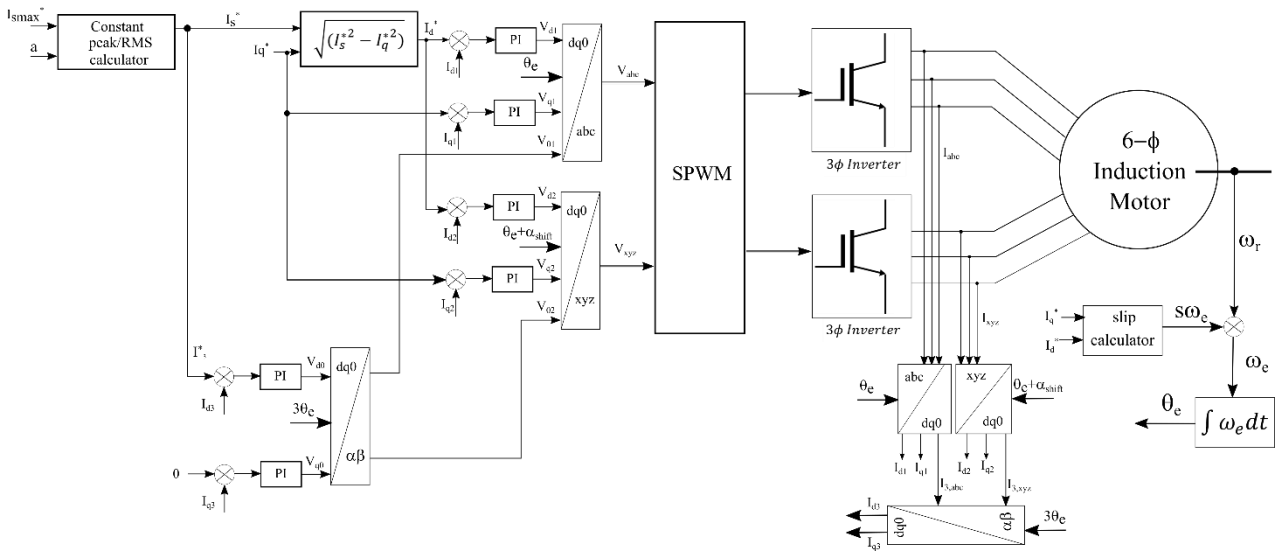 Ismax*
a
Constant
peak/RMS
calculator
Is*
Iq*
√(Is*2 − Iq*2)
Id*
Id1
PI
Vd1
θe
dq0
abc
Iq1
PI
Vq1
V01
Vabc
Id2
PI
Vd2
θe+αshift
dq0
xyz
Iq2
PI
Vq2
V02
Vxyz
Id3
PI
Vd0
3θe
dq0
αβ
0
Iq3
PI
Vq0
SPWM
3ϕ Inverter
3ϕ Inverter
Iabc
Ixyz
6−ϕ
Induction
Motor
ωr
Iq*
Id*
slip
calculator
sωe
ωe
∫ ωe dt
θe
θe
abc
dq0
xyz
dq0
θe+αshift
Id1
Iq1
Id2
Iq2
I3,abc
I3,xyz
Id3
Iq3
dq0
αβ
3θe